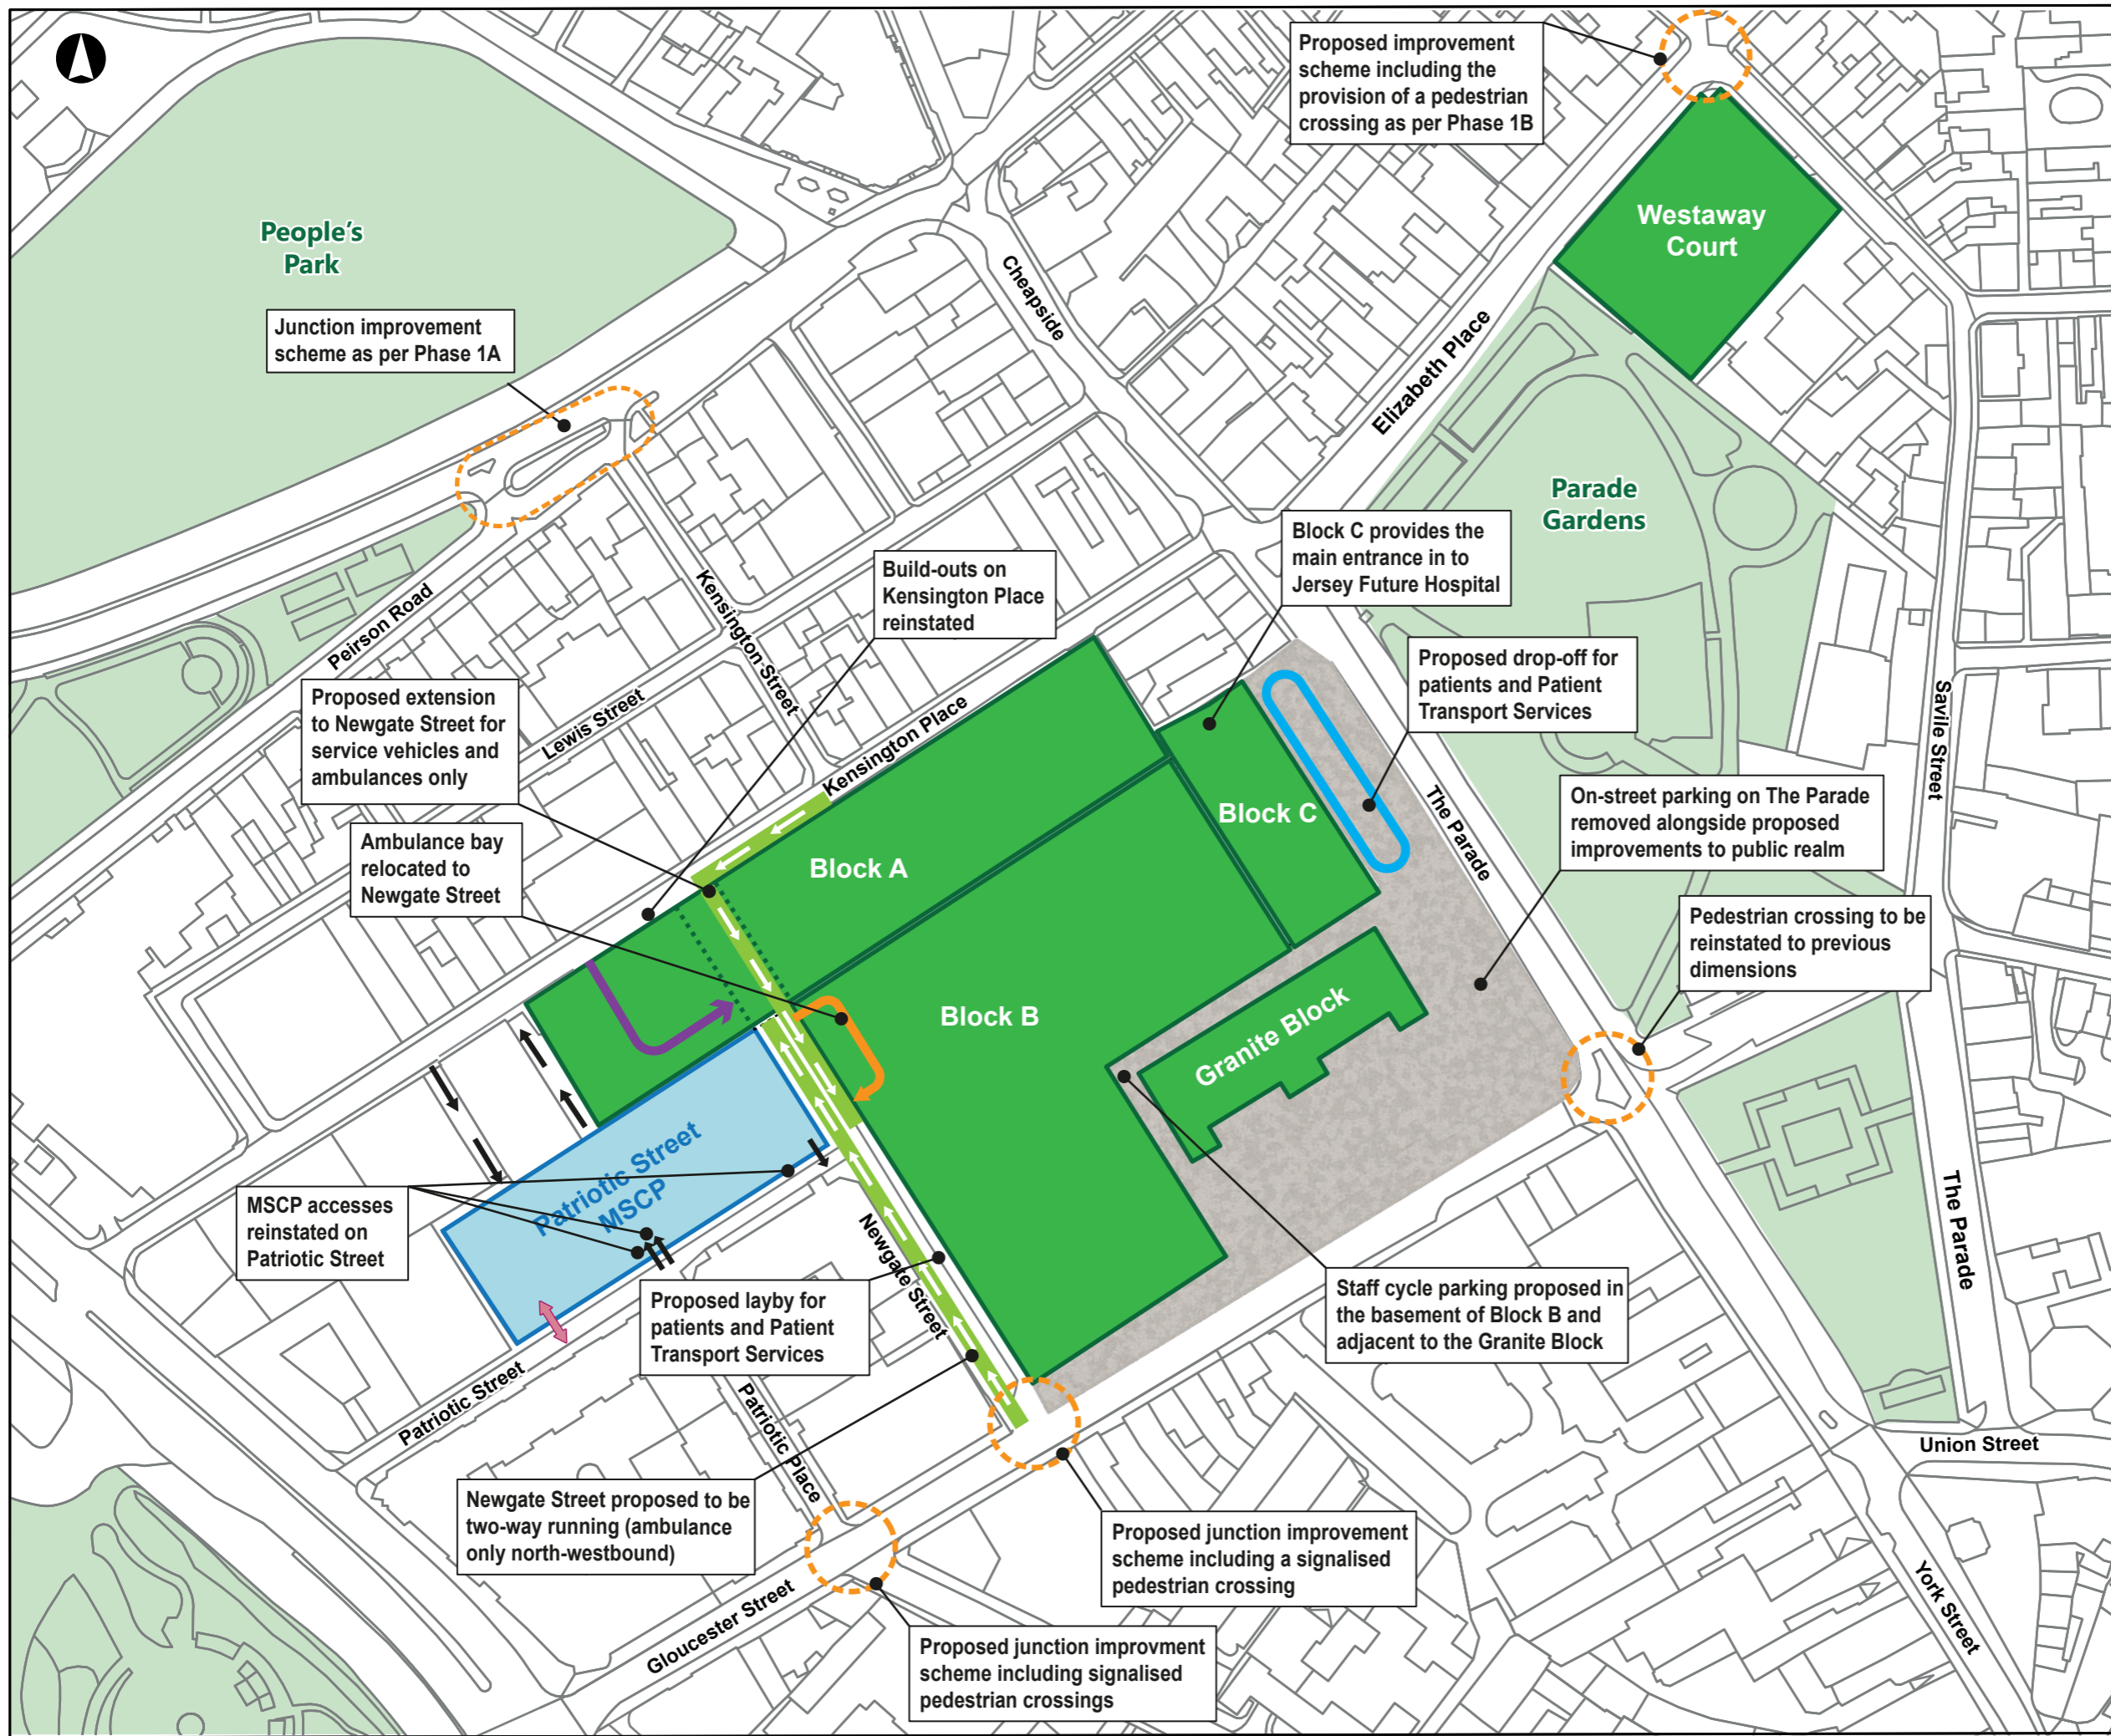 Proposed improvement
scheme including the
provision of a pedestrian
crossing as per Phase 1B
Westaway
Court
People's
Park
Cheapside
Junction improvement
scheme as per Phase 1A
Elizabeth Place
Parade
Gardens
Block C provides the
main entrance in to
Jersey Future Hospital
Build-outs on
Kensington Place
reinstated
Kensington Street
Peirson Road
Proposed drop-off for
patients and Patient
Transport Services
Proposed extension
to Newgate Street for
service vehicles and
ambulances only
Lewis Street
Kensington Place
Savile Street
The Parade
Block C
On-street parking on The Parade
removed alongside proposed
improvements to public realm
Ambulance bay
relocated to
Newgate Street
Block A
Pedestrian crossing to be
reinstated to previous
dimensions
Block B
Granite Block
Patriotic Street
MSCP
MSCP accesses
reinstated on
Patriotic Street
Newgate Street
The Parade
Proposed layby for
patients and Patient
Transport Services
Staff cycle parking proposed in
the basement of Block B and
adjacent to the Granite Block
Patriotic Street
Patriotic Place
Union Street
Newgate Street proposed to be
two-way running (ambulance
only north-westbound)
Proposed junction improvement
scheme including a signalised
pedestrian crossing
York Street
Gloucester Street
Proposed junction improvment
scheme including signalised
pedestrian crossings